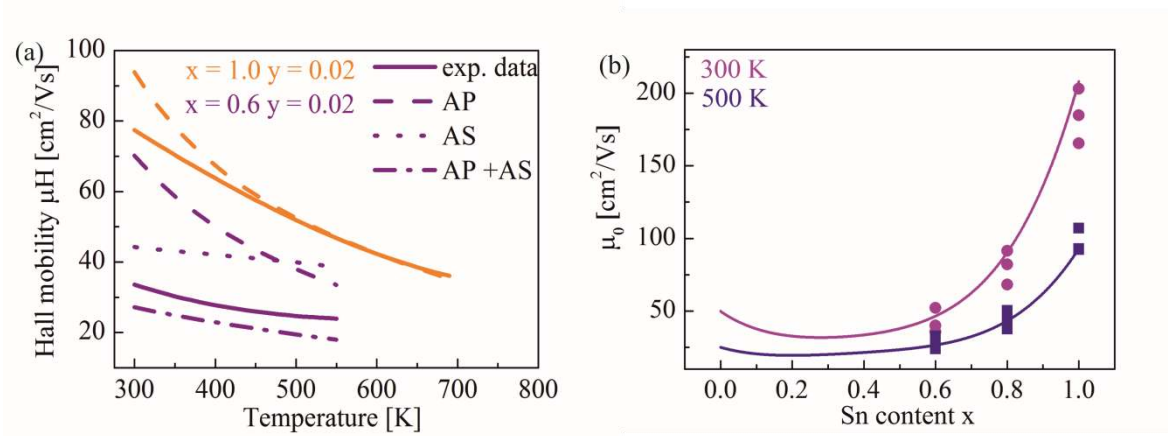 (a)
100
80
60
40
20
Hall mobility μH [cm²/Vs]
x = 1.0 y = 0.02
x = 0.6 y = 0.02
exp. data
AP
AS
AP +AS
300 400 500 600 700 800
Temperature [K]
(b)
300 K
500 K
200
150
100
50
μ₀ [cm²/Vs]
0.0 0.2 0.4 0.6 0.8 1.0
Sn content x